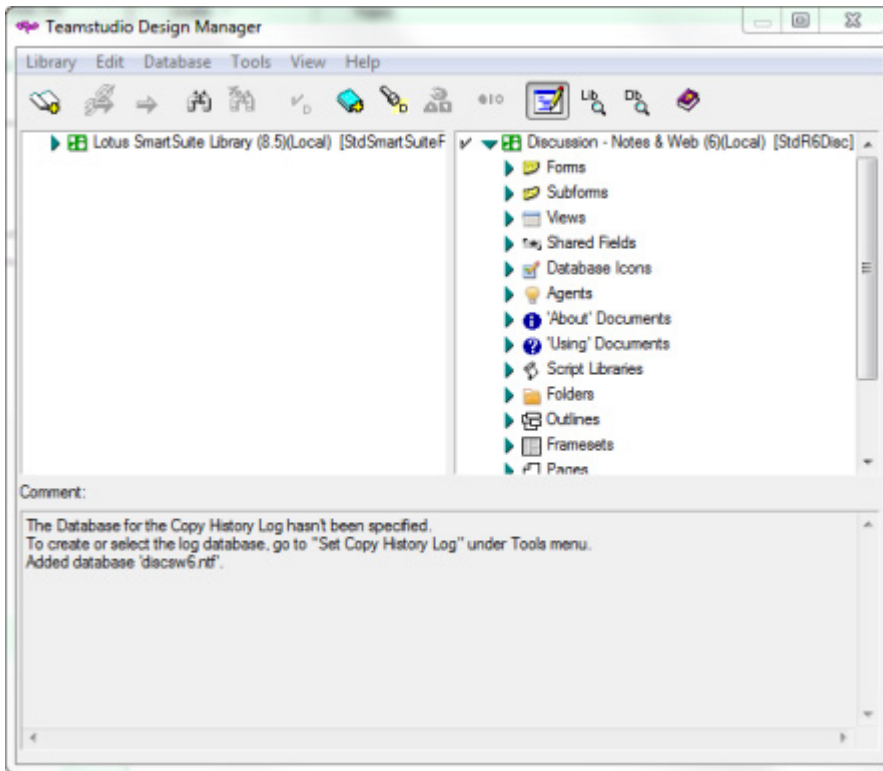 Teamstudio Design Manager
Library Edit Database Tools View Help
Lib Db
Lotus SmartSuite Library (8.5)(Local) [StdSmartSuiteF
Discussion - Notes & Web (6)(Local) [StdR6Disc]
Forms
Subforms
Views
Shared Fields
Database Icons
Agents
'About' Documents
'Using' Documents
Script Libraries
Folders
Outlines
Framesets
Pages
Comment:
The Database for the Copy History Log hasn't been specified.
To create or select the log database, go to "Set Copy History Log" under Tools menu.
Added database 'discsw6.ntf'.